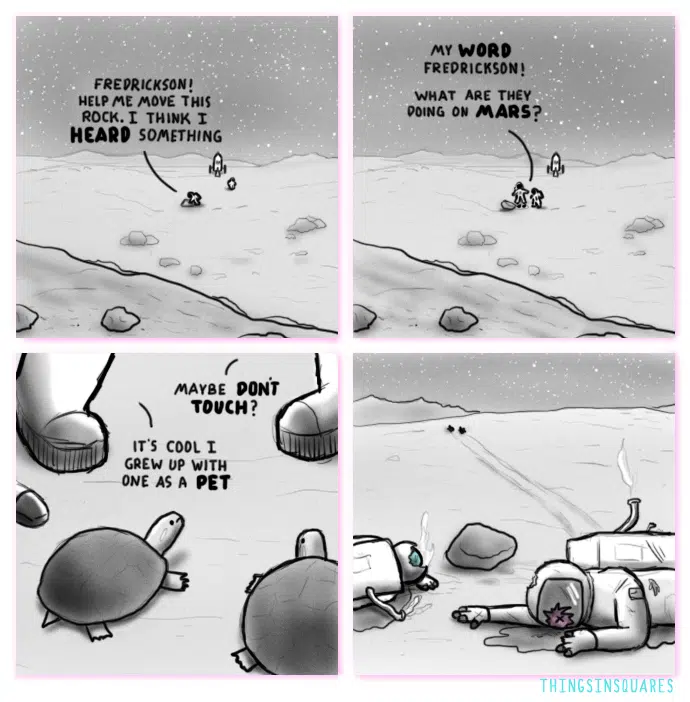 FREDRICKSON!
HELP ME MOVE THIS
ROCK. I THINK I
HEARD SOMETHING
MY WORD
FREDRICKSON!
WHAT ARE THEY
DOING ON MARS?
MAYBE DON'T
TOUCH?
IT'S COOL I
GREW UP WITH
ONE AS A PET
THINGSINSQUARES